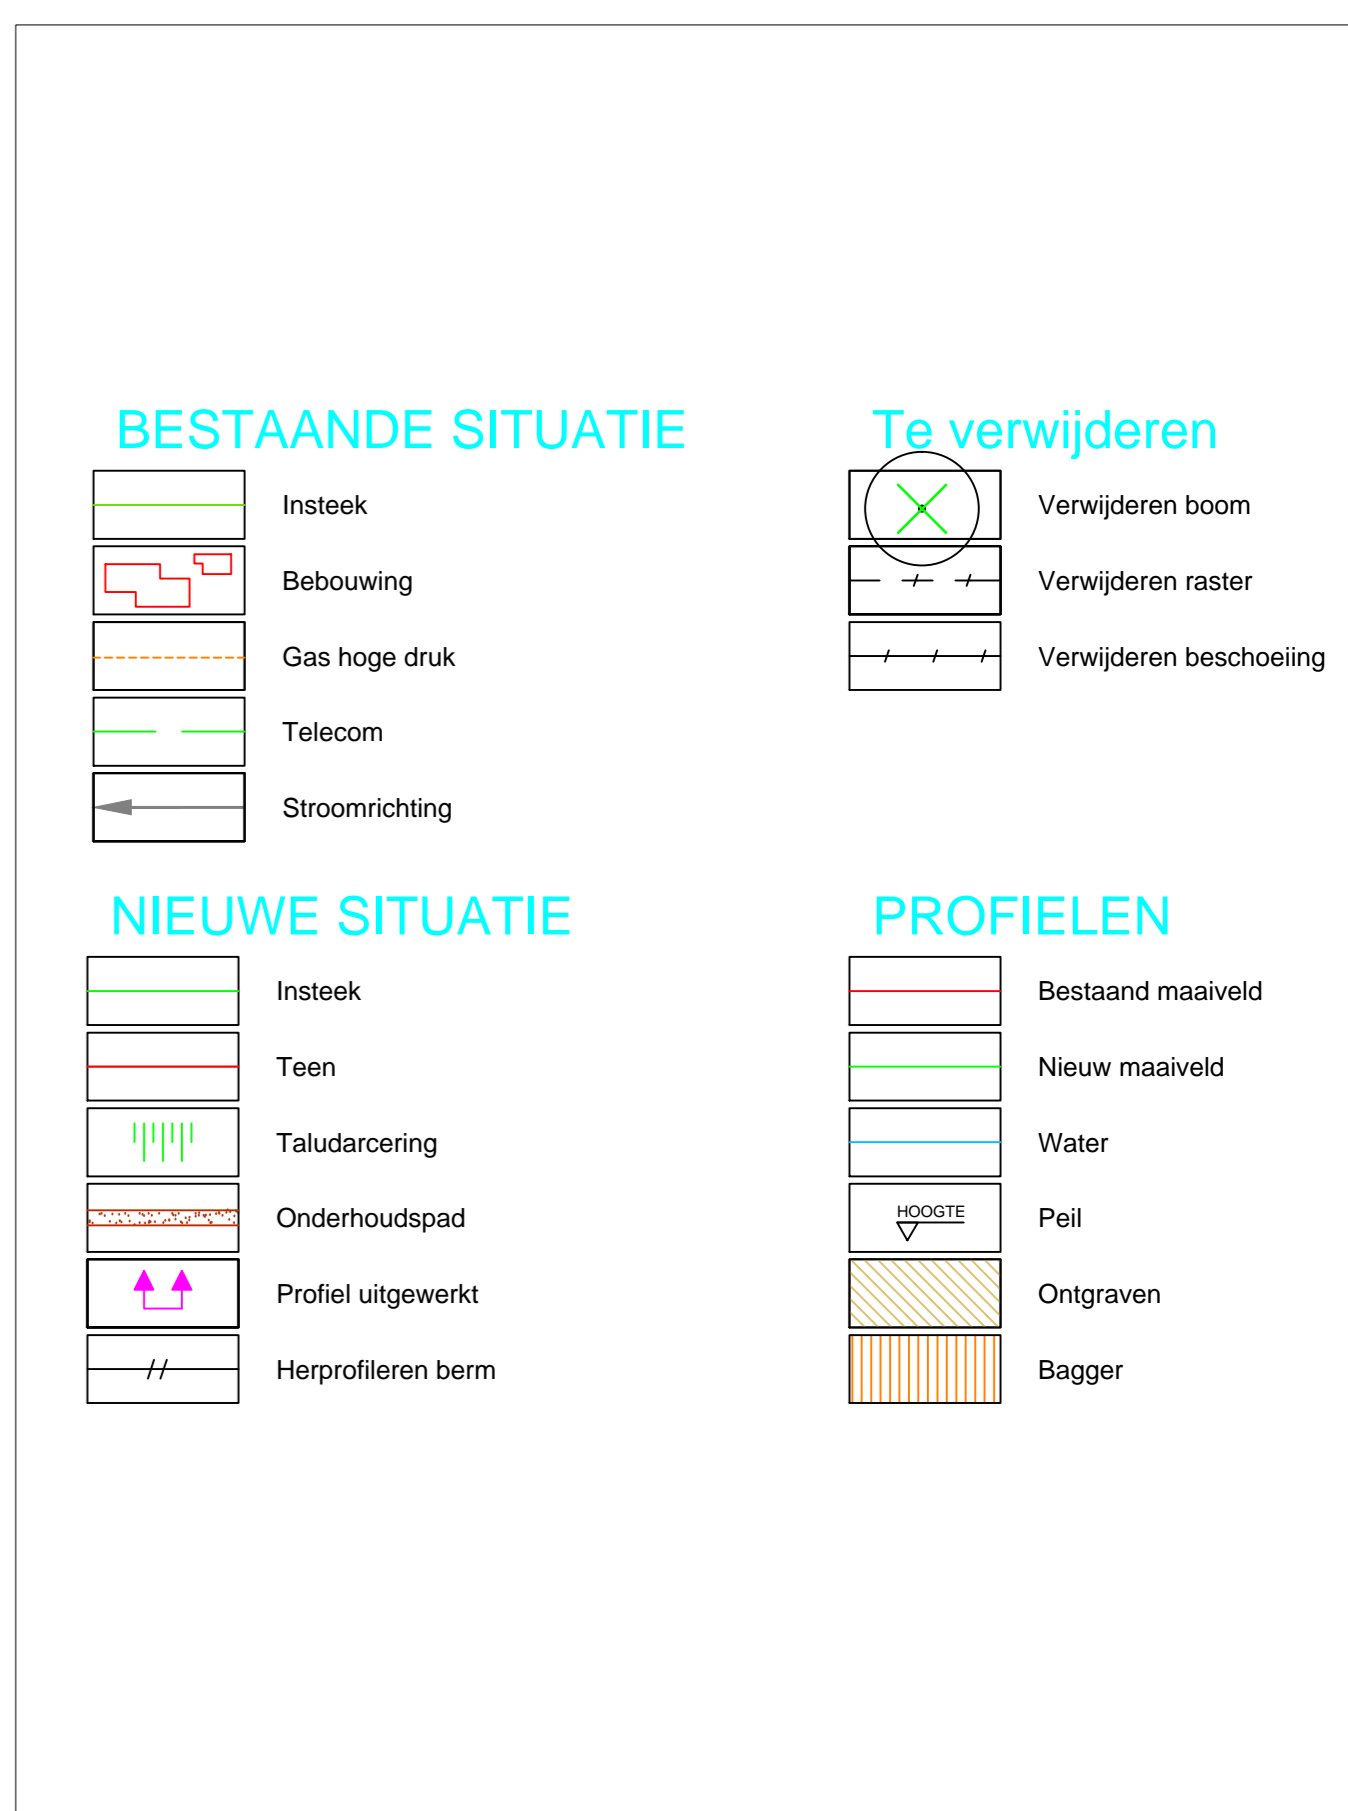 BESTAANDE SITUATIE
Insteek
Bebouwing
Gas hoge druk
Telecom
Stroomrichting
Te verwijderen
Verwijderen boom
Verwijderen raster
Verwijderen beschoeiing
NIEUWE SITUATIE
Insteek
Teen
Taludarcering
Onderhoudspad
Profiel uitgewerkt
Herprofileren berm
PROFIELEN
Bestaand maaiveld
Nieuw maaiveld
Water
HOOGTE
Peil
Ontgraven
Bagger